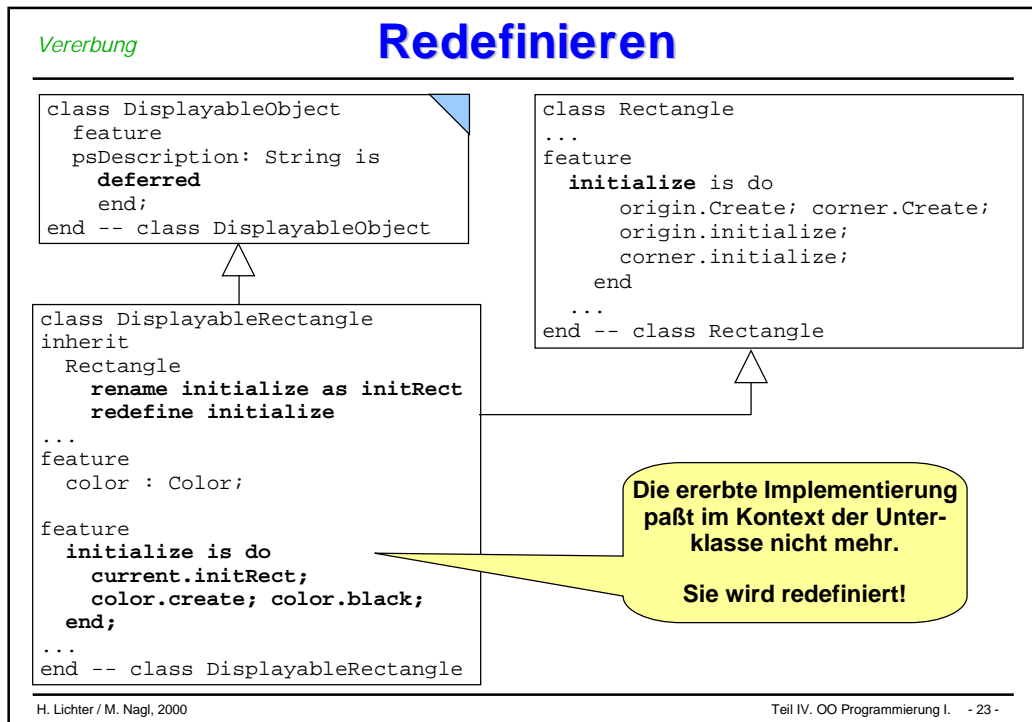 Vererbung
Redefinieren
class DisplayableObject
feature
psDescription: String is
deferred
end;
end -- class DisplayableObject
class Rectangle
...
feature
initialize is do
origin.Create; corner.Create;
origin.initialize;
corner.initialize;
end
...
end -- class Rectangle
class DisplayableRectangle
inherit
Rectangle
rename initialize as initRect
redefine initialize
...
feature
color : Color;
feature
initialize is do
current.initRect;
color.create; color.black;
end;
...
end -- class DisplayableRectangle
Die ererbte Implementierung
paßt im Kontext der Unter-
klasse nicht mehr.
Sie wird redefiniert!
H. Lichter / M. Nagl, 2000
Teil IV. OO Programmierung I. - 23 -